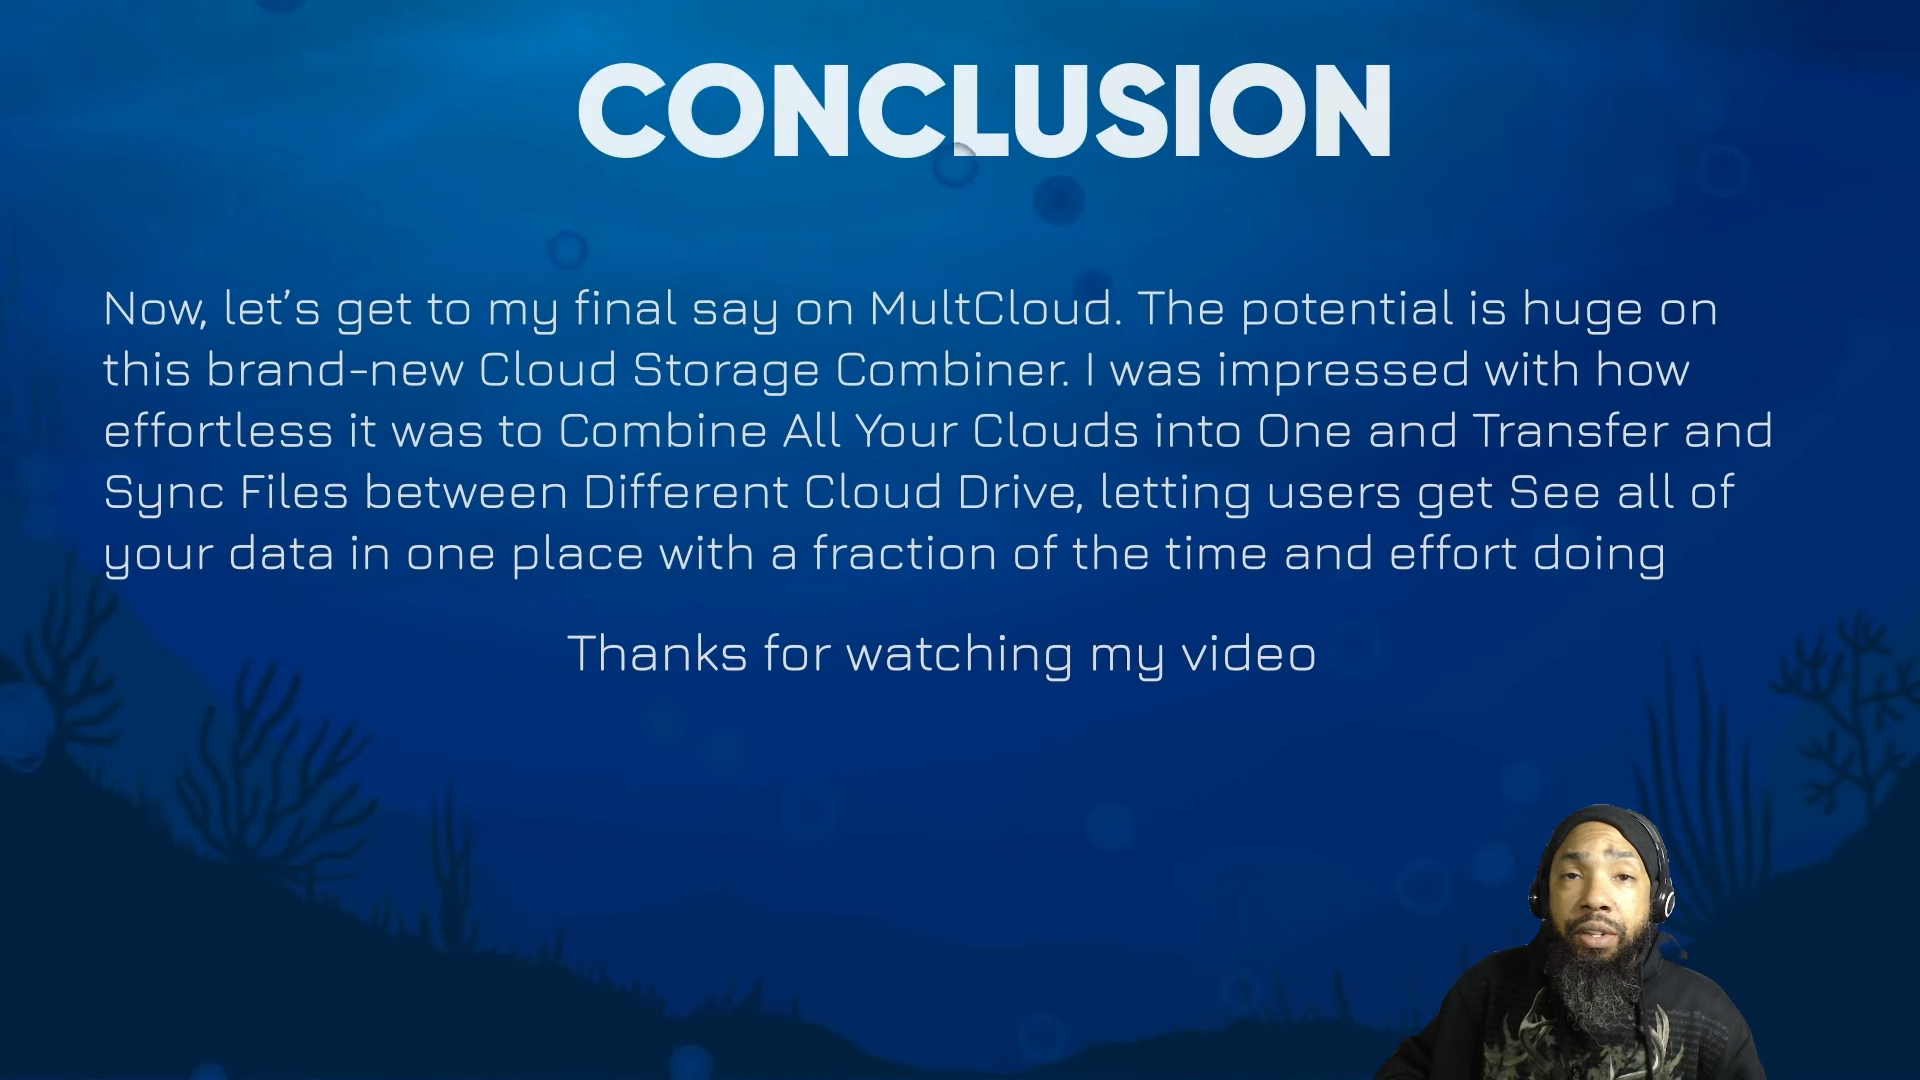 CONCLUSION
Now, let’s get to my final say on MultCloud. The potential is huge on
this brand-new Cloud Storage Combiner. I was impressed with how
effortless it was to Combine All Your Clouds into One and Transfer and
Sync Files between Different Cloud Drive, letting users get See all of
your data in one place with a fraction of the time and effort doing
Thanks for watching my video